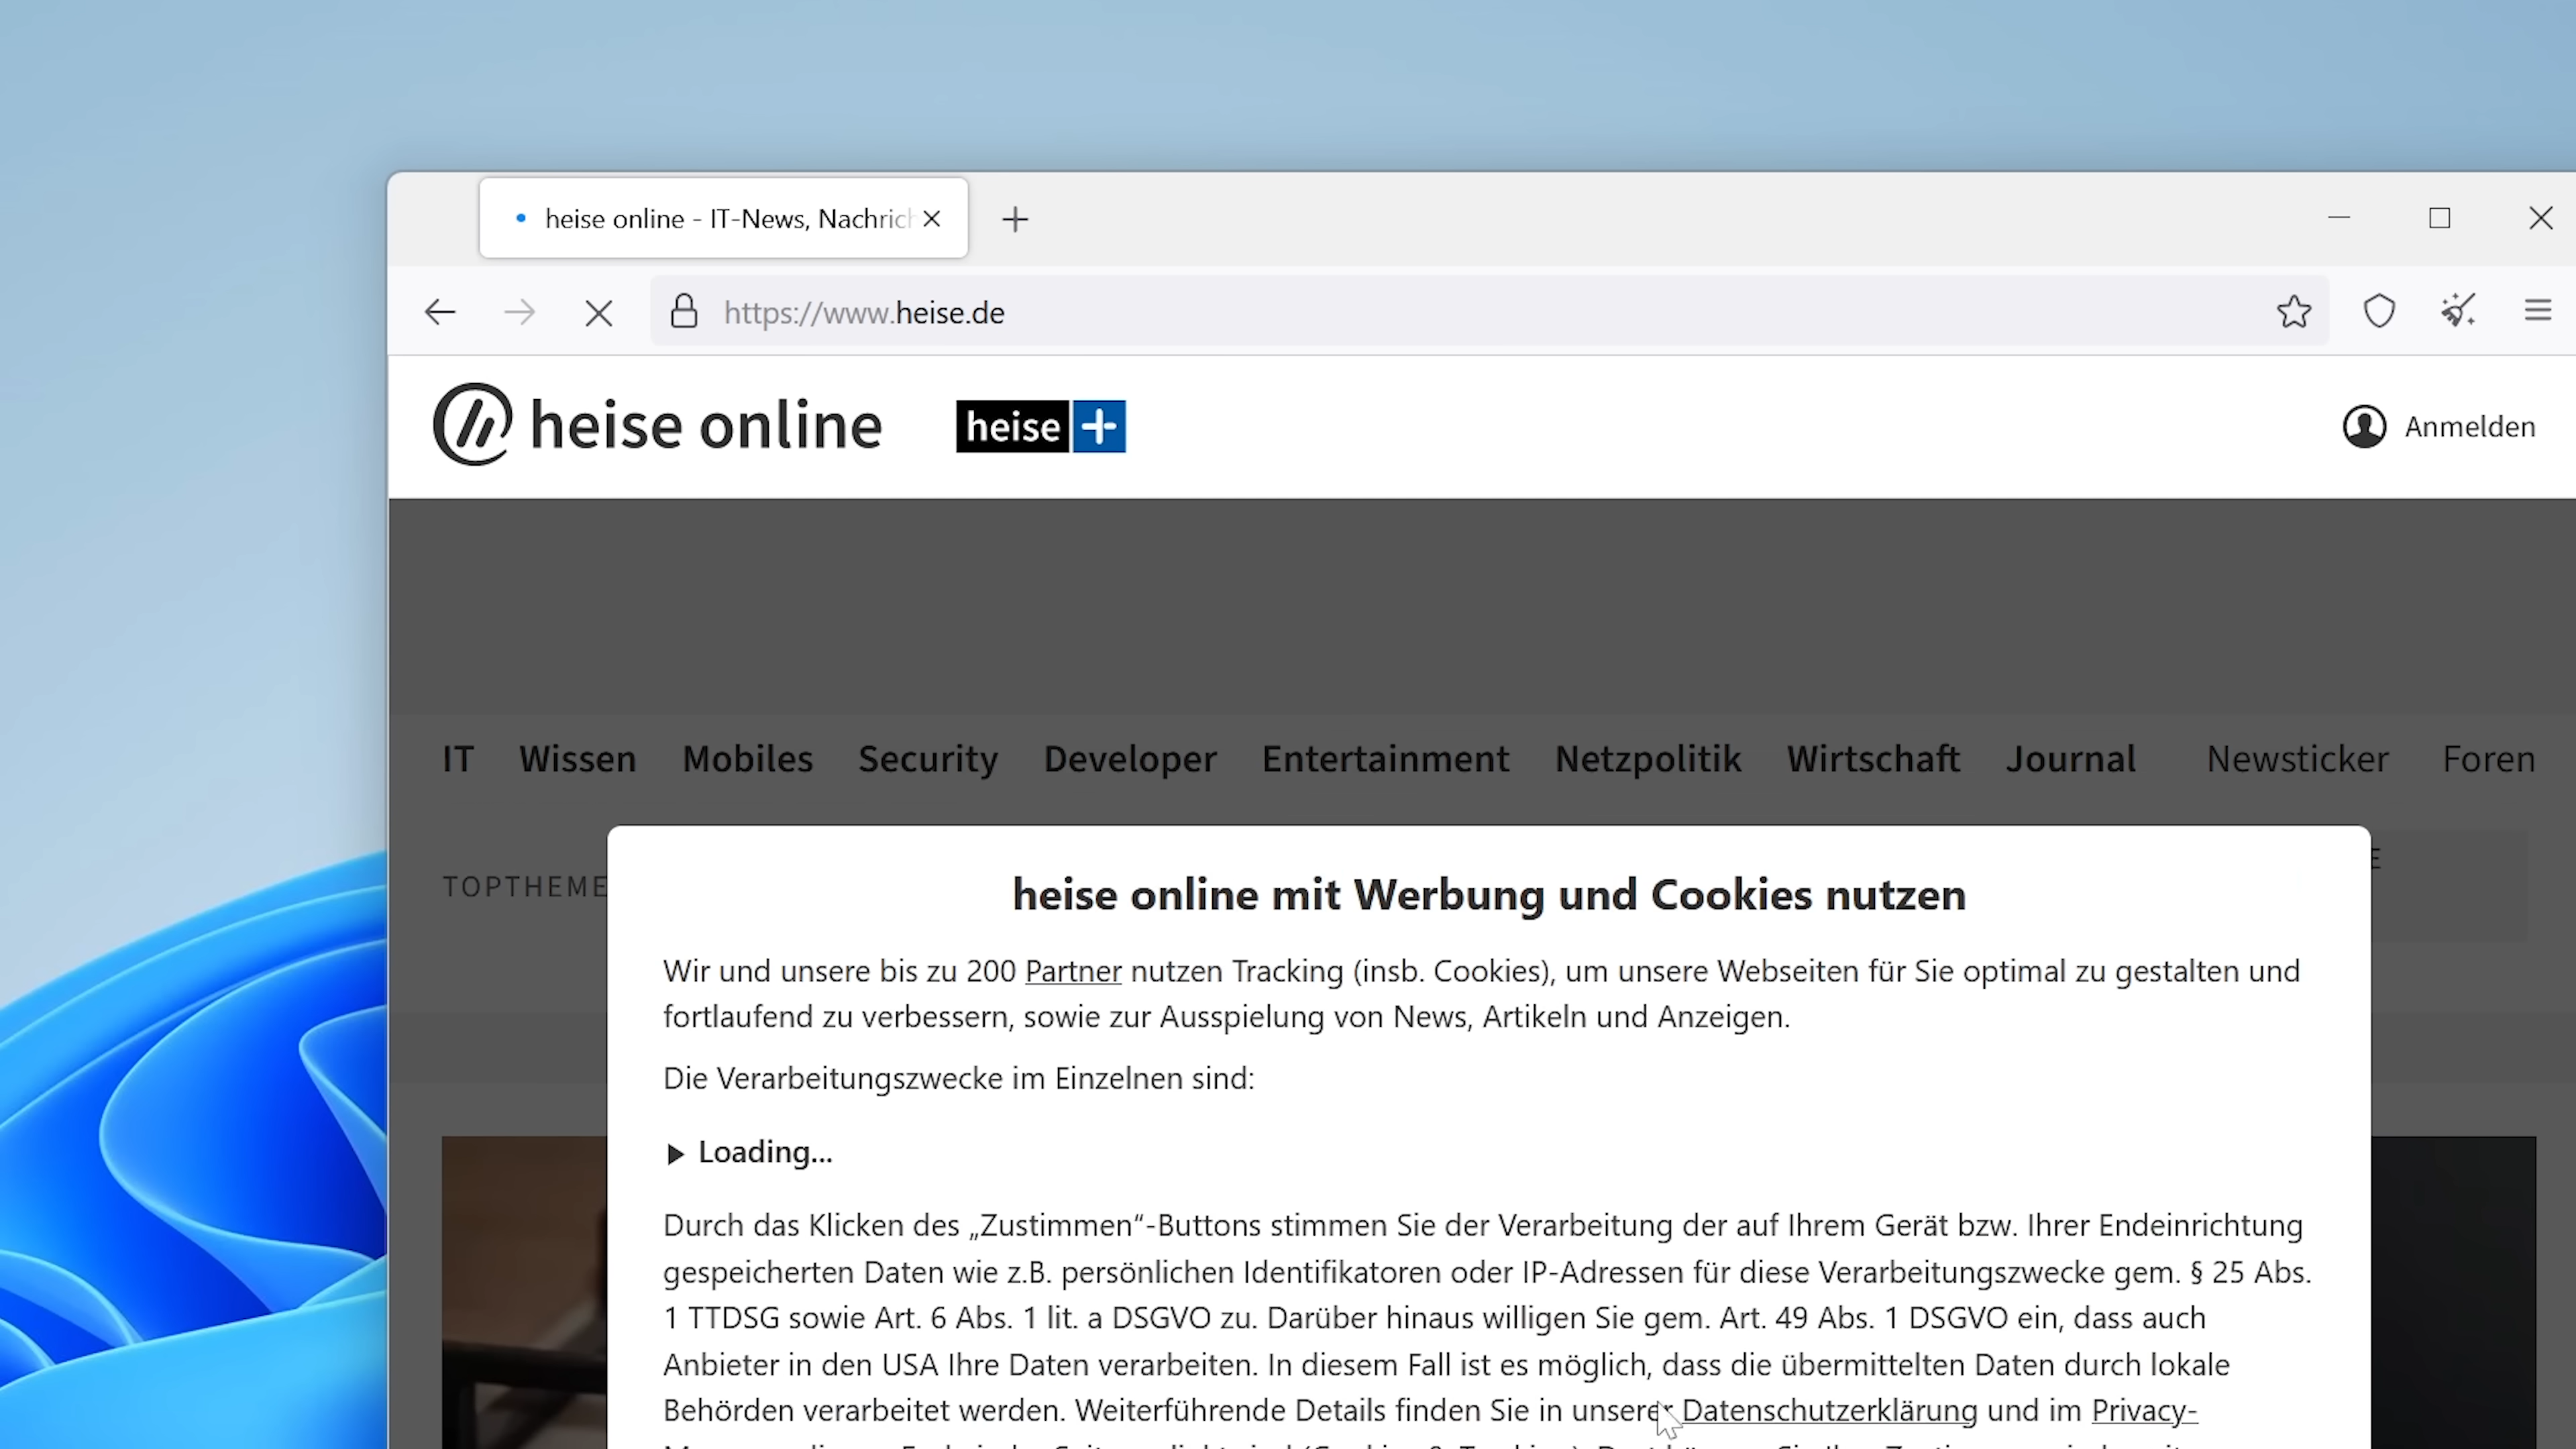 heise online - IT-News, Nachrich
https://www.heise.de
heise online
heise+
Anmelden
IT Wissen Mobiles Security Developer Entertainment Netzpolitik Wirtschaft Journal Newsticker Foren
TOPTHEME
heise online mit Werbung und Cookies nutzen
Wir und unsere bis zu 200 Partner nutzen Tracking (insb. Cookies), um unsere Webseiten für Sie optimal zu gestalten und
fortlaufend zu verbessern, sowie zur Ausspielung von News, Artikeln und Anzeigen.
Die Verarbeitungszwecke im Einzelnen sind:
Loading...
Durch das Klicken des „Zustimmen“-Buttons stimmen Sie der Verarbeitung der auf Ihrem Gerät bzw. Ihrer Endeinrichtung
gespeicherten Daten wie z.B. persönlichen Identifikatoren oder IP-Adressen für diese Verarbeitungszwecke gem. § 25 Abs.
1 TTDSG sowie Art. 6 Abs. 1 lit. a DSGVO zu. Darüber hinaus willigen Sie gem. Art. 49 Abs. 1 DSGVO ein, dass auch
Anbieter in den USA Ihre Daten verarbeiten. In diesem Fall ist es möglich, dass die übermittelten Daten durch lokale
Behörden verarbeitet werden. Weiterführende Details finden Sie in unserer Datenschutzerklärung und im Privacy-